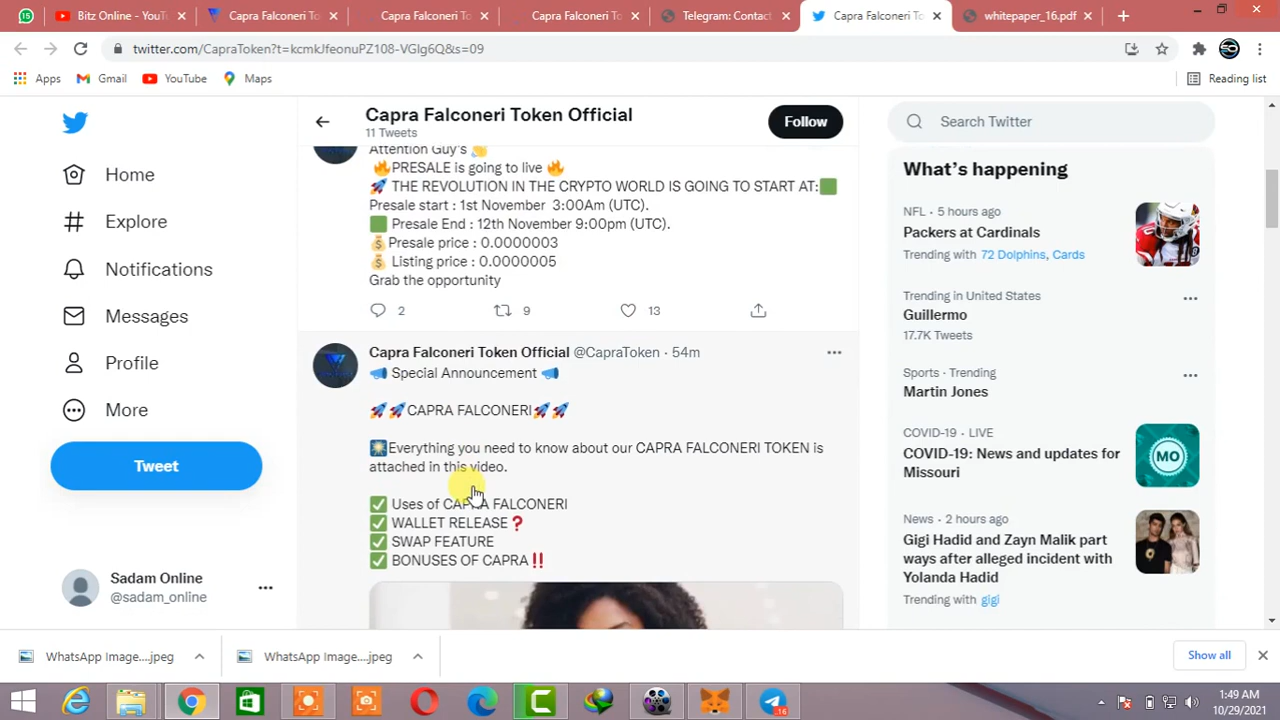 Bitz Online - YouTu
Capra Falconeri To
Capra Falconeri To
Capra Falconeri To
Telegram: Contact
Capra Falconeri To
whitepaper_16.pdf
twitter.com/CapraToken?t=kcmkJfeonuPZ108-VGlg6Q&s=09
Apps
Gmail
YouTube
Maps
Reading list
Home
Explore
Notifications
Messages
Profile
More
Tweet
Sadam Online
@sadam_online
Capra Falconeri Token Official
11 Tweets
Follow
Attention Guy's 👋
🔥PRESALE is going to live 🔥
🚀 THE REVOLUTION IN THE CRYPTO WORLD IS GOING TO START AT:🟩
Presale start : 1st November 3:00Am (UTC).
🟩 Presale End : 12th November 9:00pm (UTC).
💰Presale price : 0.0000003
💰Listing price : 0.0000005
Grab the opportunity
2 9 13
Capra Falconeri Token Official @CapraToken · 54m
📣 Special Announcement 📣
🚀🚀CAPRA FALCONERI🚀🚀
🎇Everything you need to know about our CAPRA FALCONERI TOKEN is
attached in this video.
✅ Uses of CAPRA FALCONERI
✅ WALLET RELEASE❓
✅ SWAP FEATURE
✅ BONUSES OF CAPRA‼️
Search Twitter
What's happening
NFL · 5 hours ago
Packers at Cardinals
Trending with 72 Dolphins, Cards
Trending in United States
Guillermo
17.7K Tweets
Sports · Trending
Martin Jones
COVID-19 · LIVE
COVID-19: News and updates for
Missouri
MO
News · 2 hours ago
Gigi Hadid and Zayn Malik part
ways after alleged incident with
Yolanda Hadid
Trending with gigi
WhatsApp Image....jpeg
WhatsApp Image....jpeg
Show all
16
1:49 AM
10/29/2021